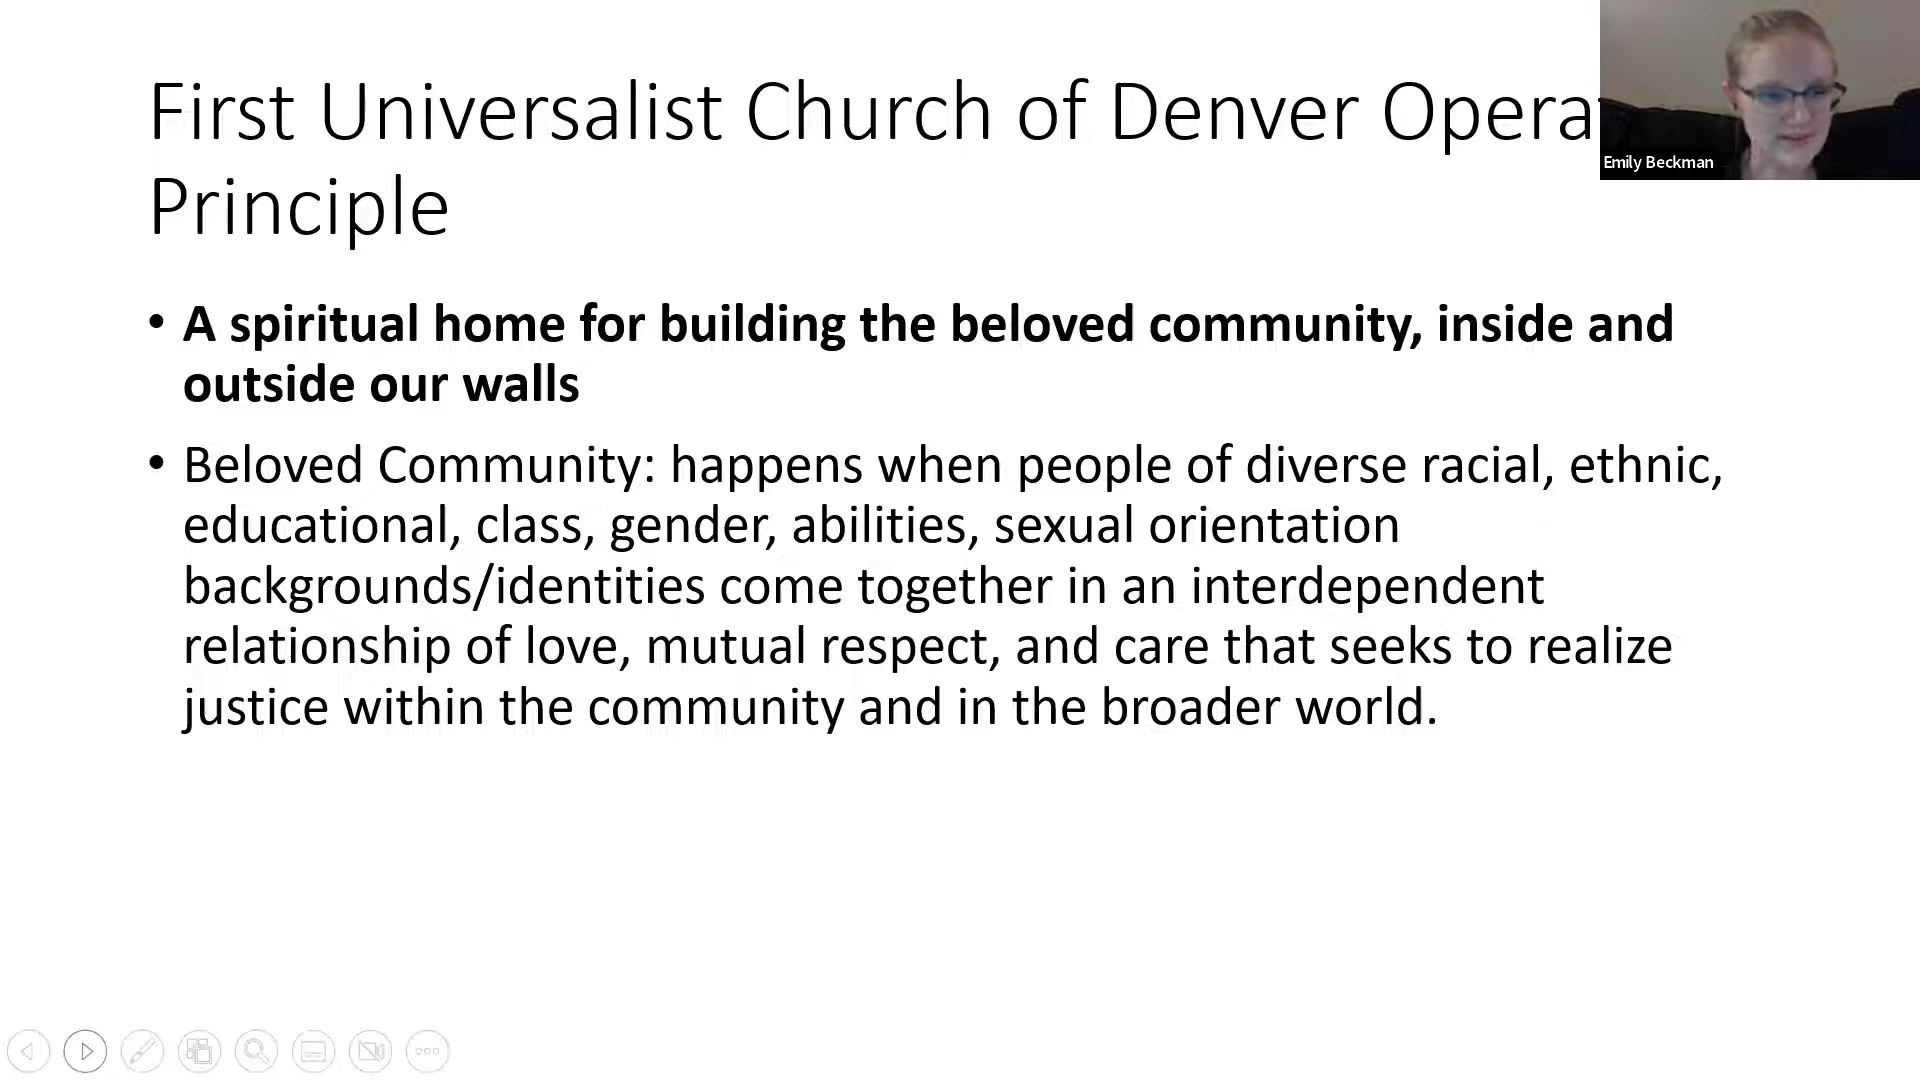 First Universalist Church of Denver Opera
Principle
• A spiritual home for building the beloved community, inside and
outside our walls
• Beloved Community: happens when people of diverse racial, ethnic,
educational, class, gender, abilities, sexual orientation
backgrounds/identities come together in an interdependent
relationship of love, mutual respect, and care that seeks to realize
justice within the community and in the broader world.
Emily Beckman